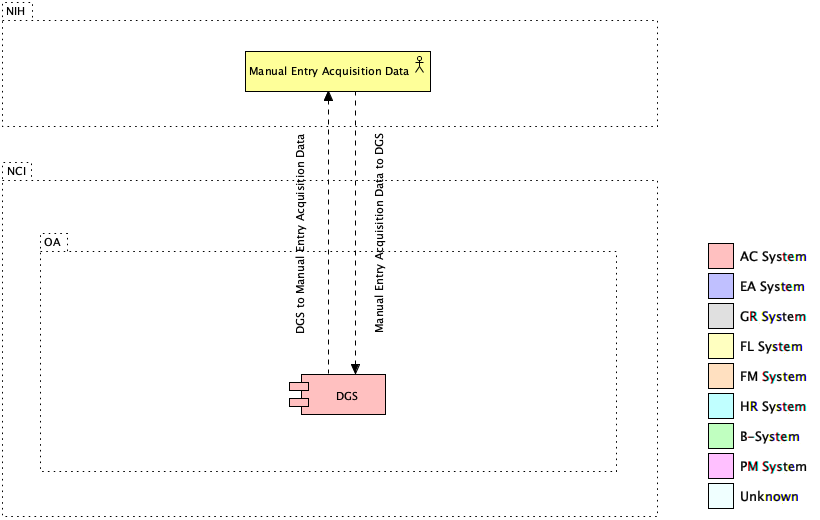 NIH
Manual Entry Acquisition Data
DGS to Manual Entry Acquisition Data
Manual Entry Acquisition Data to DGS
NCI
OA
DGS
AC System
EA System
GR System
FL System
FM System
HR System
B-System
PM System
Unknown